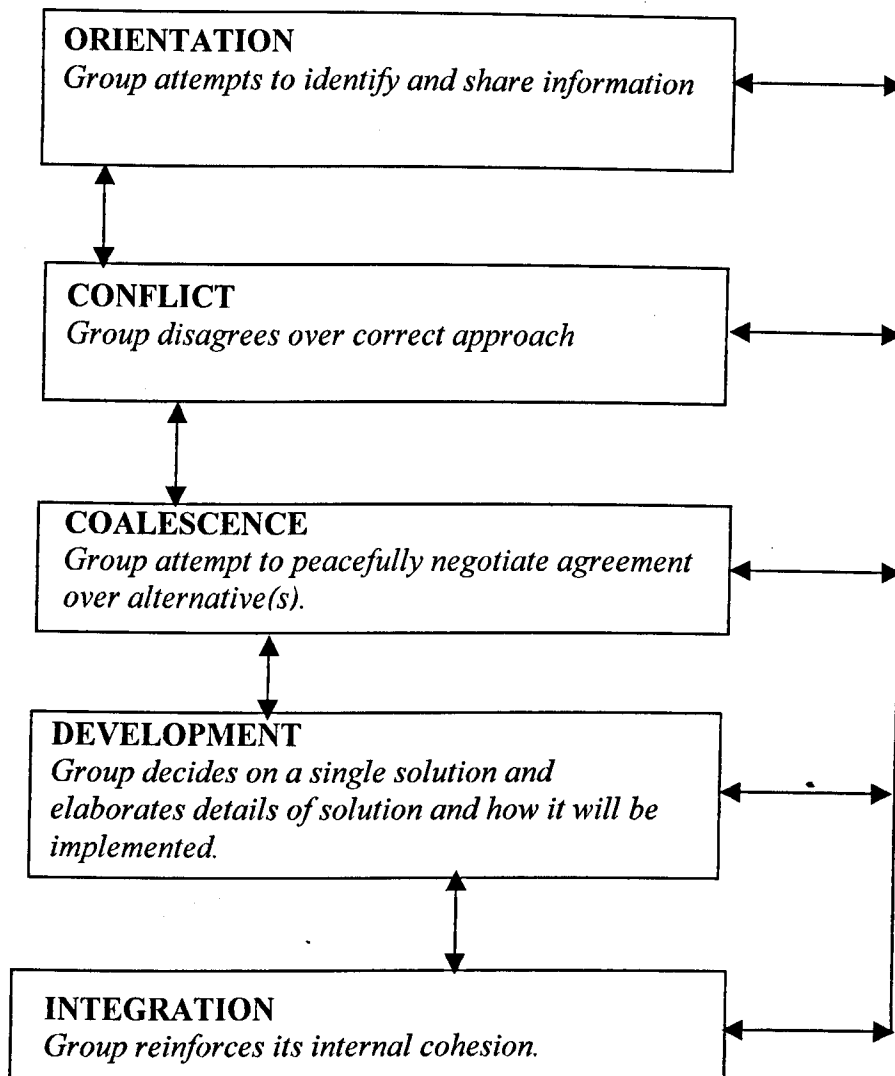 ORIENTATION
Group attempts to identify and share information
CONFLICT
Group disagrees over correct approach
COALESCENCE
Group attempt to peacefully negotiate agreement
over alternative(s).
DEVELOPMENT
Group decides on a single solution and
elaborates details of solution and how it will be
implemented.
INTEGRATION
Group reinforces its internal cohesion.